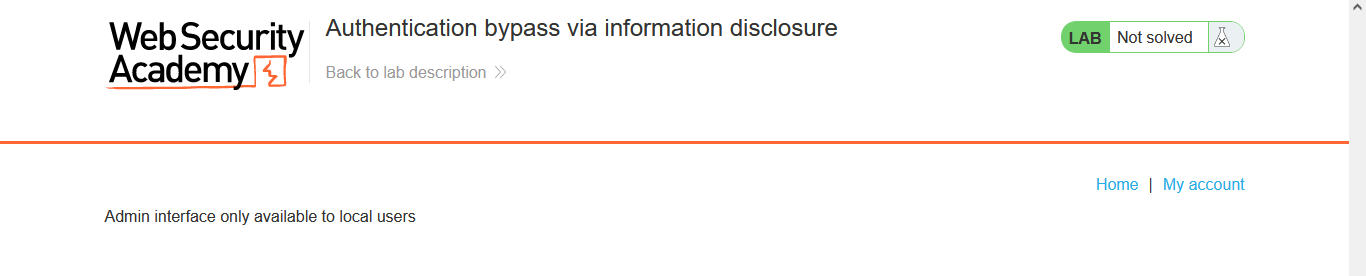 Web Security
Academy
Authentication bypass via information disclosure
Back to lab description
LAB Not solved
Home | My account
Admin interface only available to local users